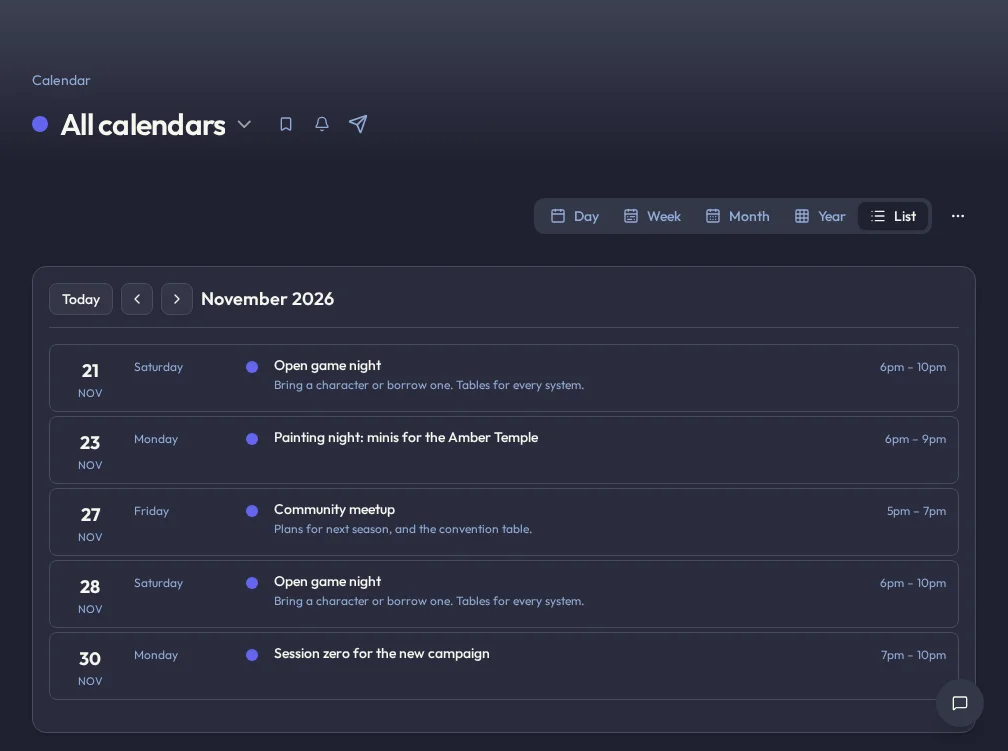 Calendar
All calendars
Day Week Month Year List
Today November 2026
21 Saturday Open game night 6pm – 10pm
NOV Bring a character or borrow one. Tables for every system.
23 Monday Painting night: minis for the Amber Temple 6pm – 9pm
NOV
27 Friday Community meetup 5pm – 7pm
NOV Plans for next season, and the convention table.
28 Saturday Open game night 6pm – 10pm
NOV Bring a character or borrow one. Tables for every system.
30 Monday Session zero for the new campaign 7pm – 10pm
NOV